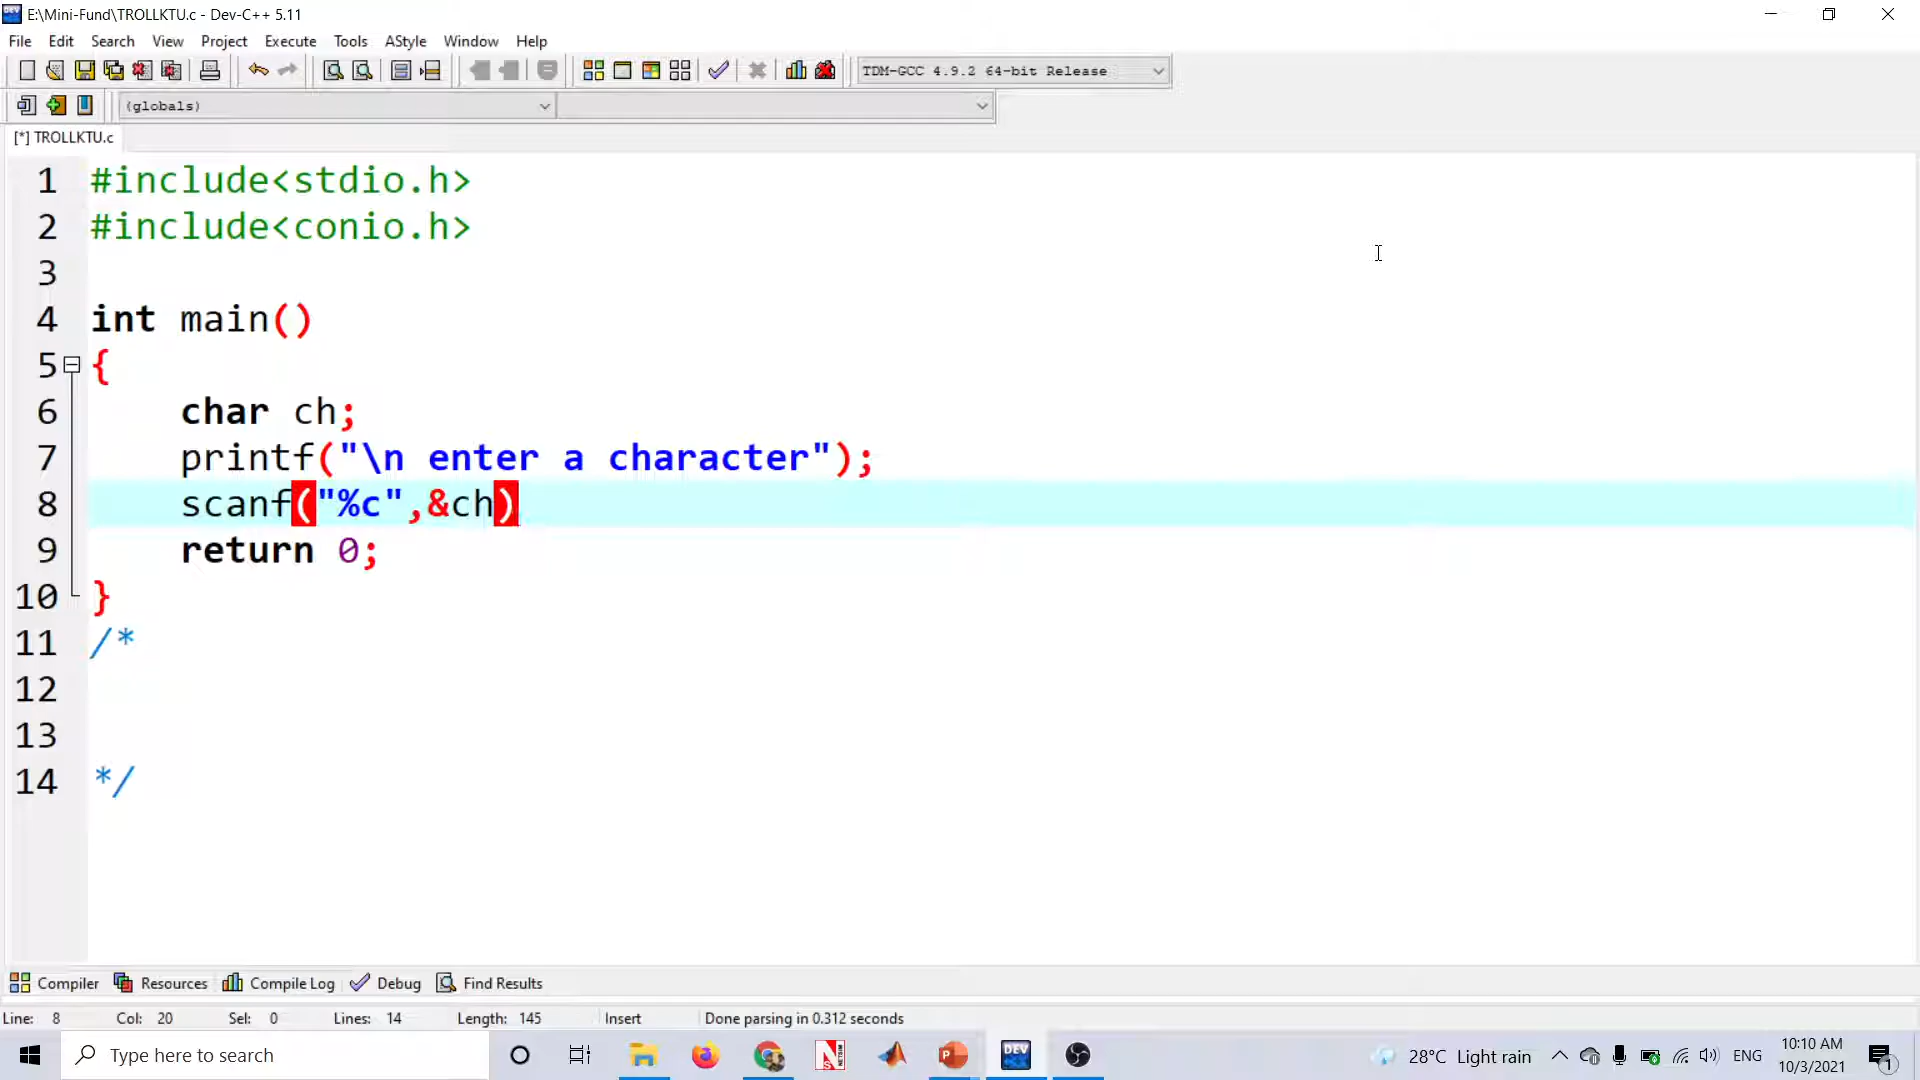 E:\Mini-Fund\TROLLKTU.c - Dev-C++ 5.11
File Edit Search View Project Execute Tools AStyle Window Help
TDM-GCC 4.9.2 64-bit Release
(globals)
[*] TROLLKTU.c
1 #include<stdio.h>
2 #include<conio.h>
3
4 int main()
5 {
6 char ch;
7 printf("\n enter a character");
8 scanf("%c",&ch)
9 return 0;
10 }
11 /*
12
13
14 */
Compiler Resources Compile Log Debug Find Results
Line: 8 Col: 20 Sel: 0 Lines: 14 Length: 145 Insert Done parsing in 0.312 seconds
Type here to search
DEV
28°C Light rain
ENG
10:10 AM
10/3/2021
1